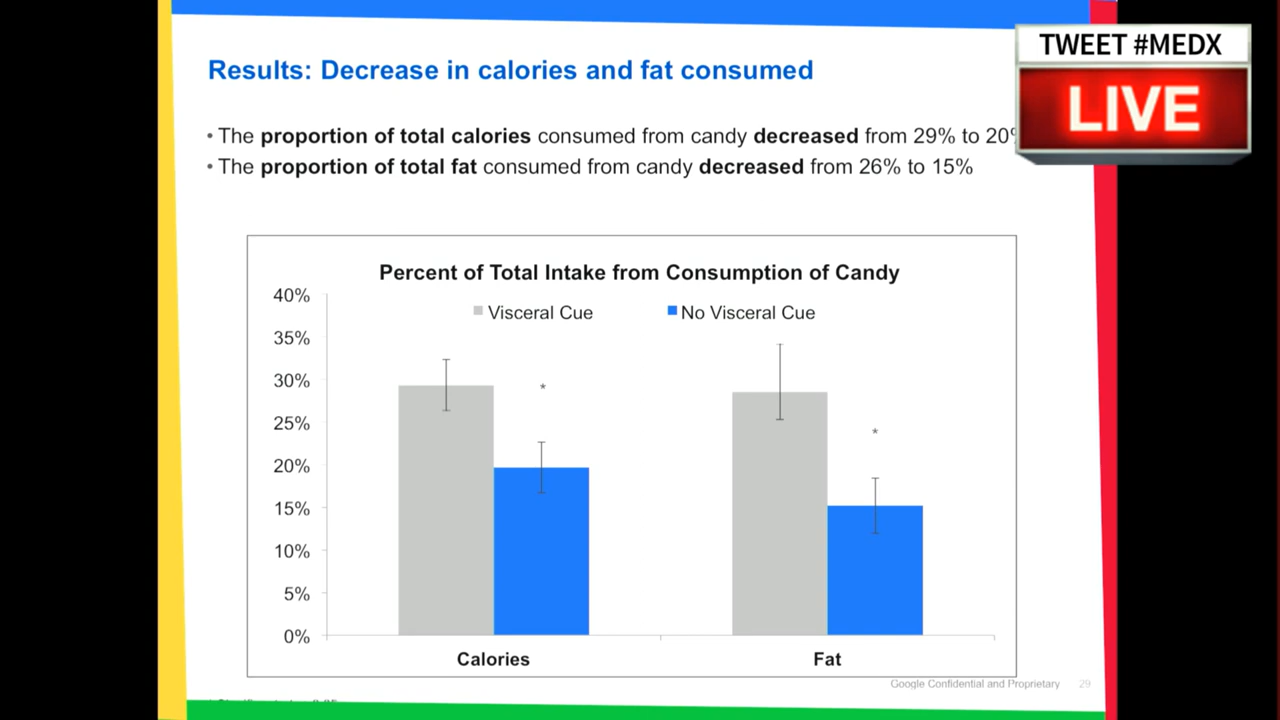 TWEET #MEDX
LIVE
Results: Decrease in calories and fat consumed
• The proportion of total calories consumed from candy decreased from 29% to 20%
• The proportion of total fat consumed from candy decreased from 26% to 15%
Percent of Total Intake from Consumption of Candy
Visceral Cue No Visceral Cue
40%
35%
30%
25%
20%
15%
10%
5%
0%
*
*
Calories Fat
Google Confidential and Proprietary 29